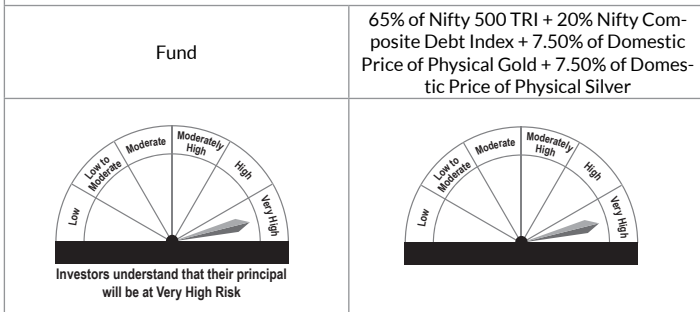 Fund
65% of Nifty 500 TRI + 20% Nifty Com-
posite Debt Index + 7.50% of Domestic
Price of Physical Gold + 7.50% of Domes-
tic Price of Physical Silver
Low
Low to
Moderate
Moderate
Moderately
High
High
Very High
Investors understand that their principal
will be at Very High Risk
Low
Low to
Moderate
Moderate
Moderately
High
High
Very High